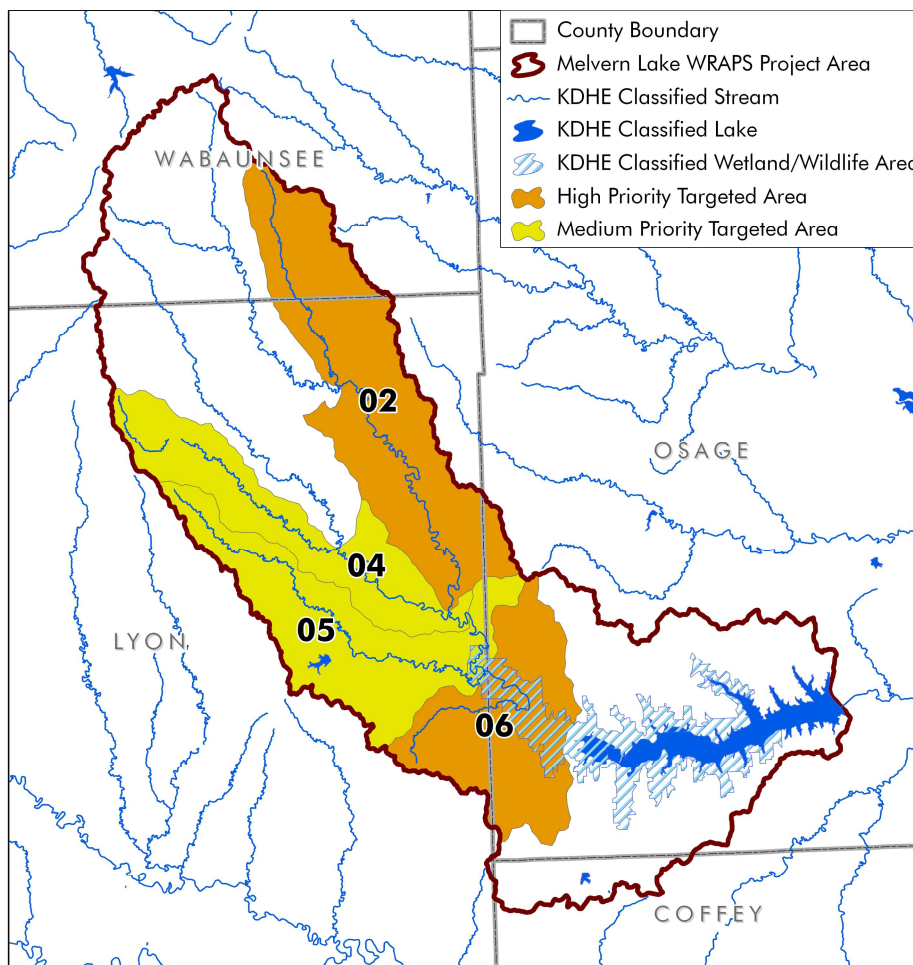 County Boundary
Melvern Lake WRAPS Project Area
KDHE Classified Stream
KDHE Classified Lake
KDHE Classified Wetland/Wildlife Area
High Priority Targeted Area
Medium Priority Targeted Area
WABAUNSEE
02
OSAGE
04
05
LYON
06
COFFEY